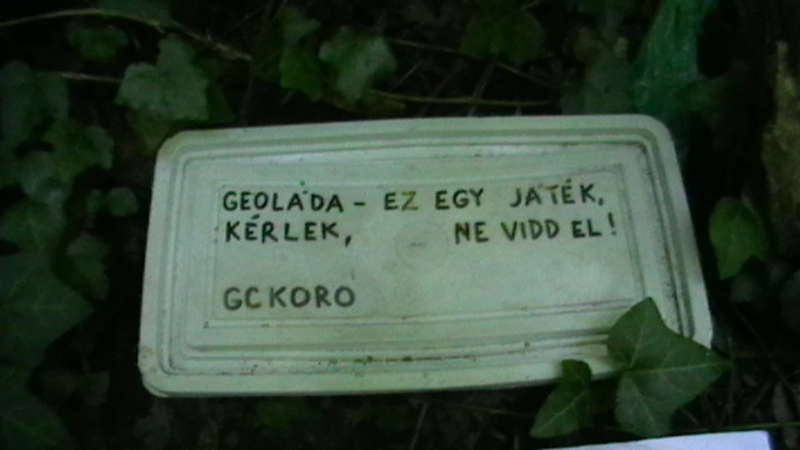 GEOLÁDA - EZ EGY JÁTÉK,
KÉRLEK, NE VIDD EL!
GCKORO